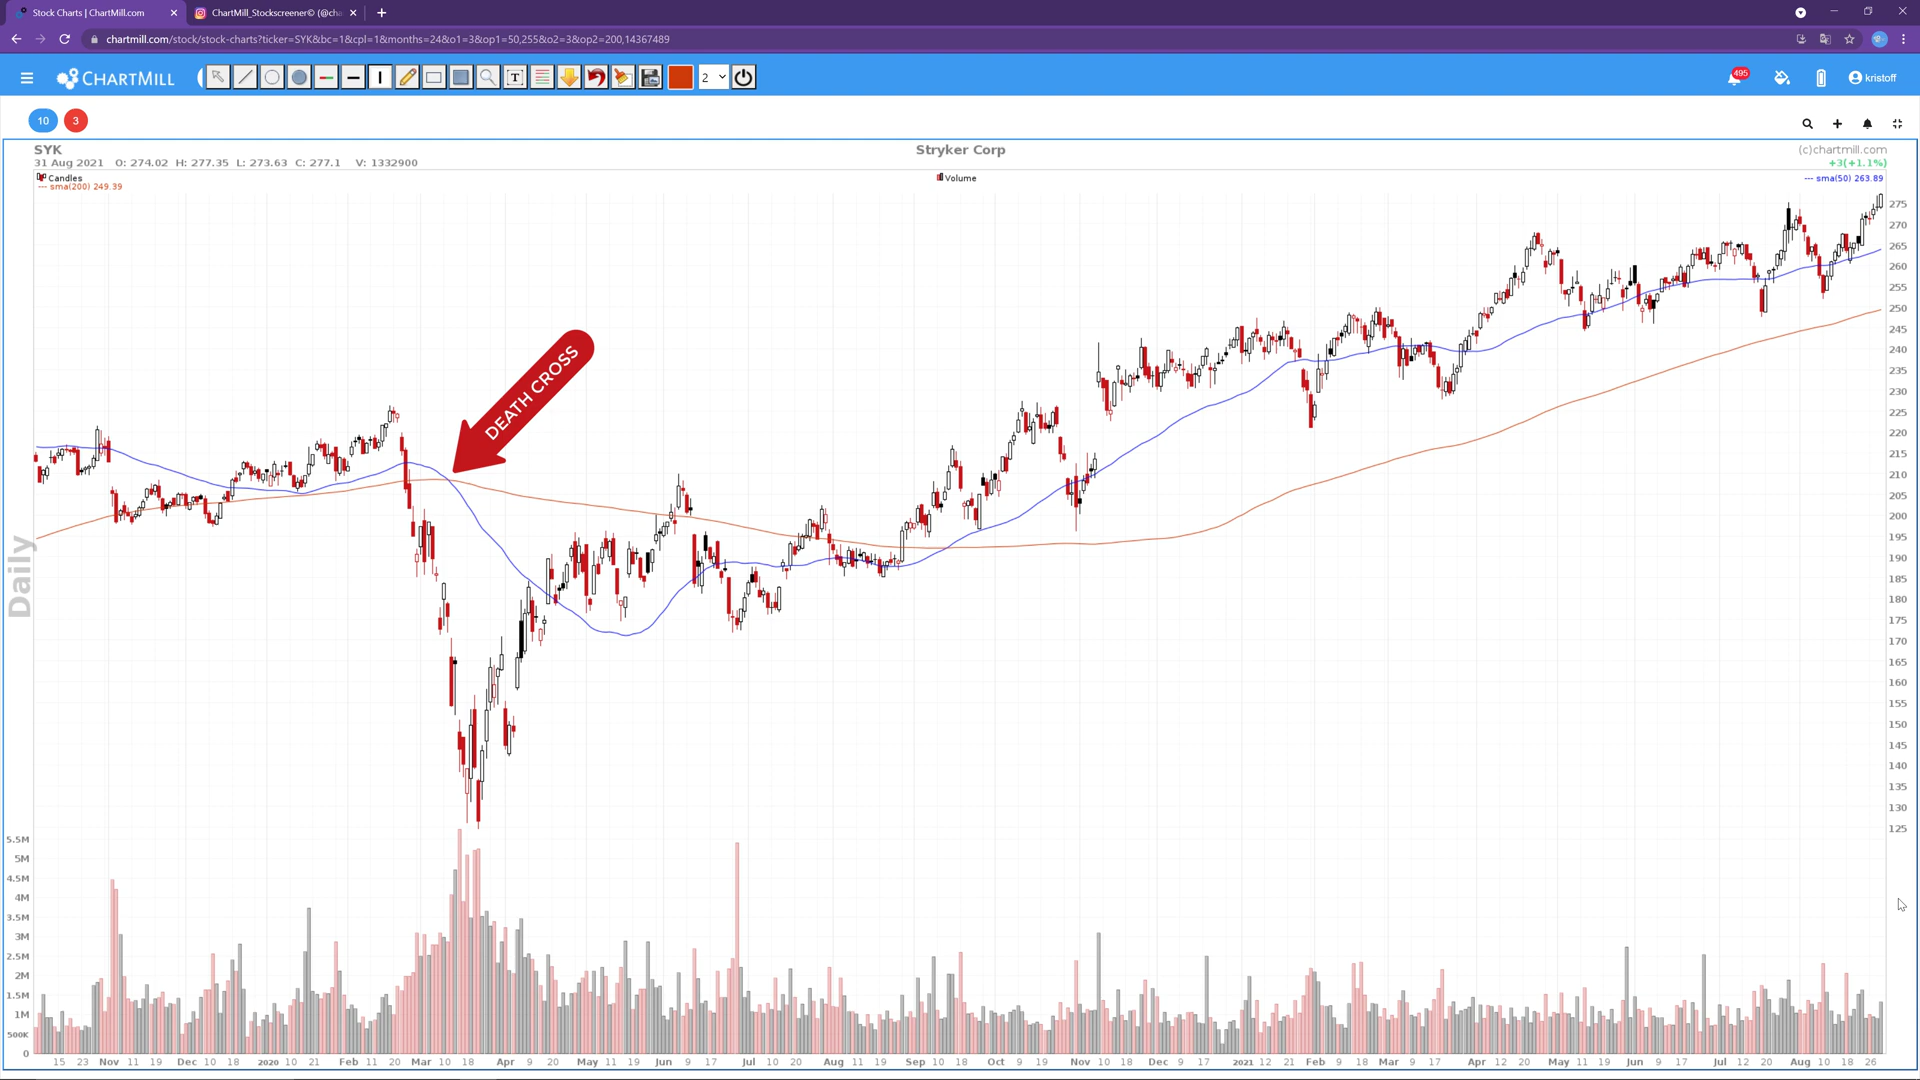 Stock Charts | ChartMill.com
ChartMill_Stockscreener© (@cha
chartmill.com/stock/stock-charts?ticker=SYK&bc=1&cpl=1&months=24&o1=3&op1=50,255&o2=3&op2=200,14367489
CHARTMILL
T
2
495
kristoff
10 3
SYK
Stryker Corp
(c)chartmill.com
31 Aug 2021 O: 274.02 H: 277.35 L: 273.63 C: 277.1 V: 1332900
+3(+1.1%)
Candles
Volume
--- sma(50) 263.89
--- sma(200) 249.39
DEATH CROSS
Daily
275
270
265
260
255
250
245
240
235
230
225
220
215
210
205
200
195
190
185
180
175
170
165
160
155
150
145
140
135
130
125
5.5M
5M
4.5M
4M
3.5M
3M
2.5M
2M
1.5M
1M
500K
0
15 23 Nov 11 19 Dec 10 18 2020 10 21 Feb 11 20 Mar 10 18 Apr 9 20 May 11 19 Jun 9 17 Jul 10 20 Aug 11 20 Sep 10 18 Oct 9 19 Nov 10 18 Dec 9 17 2021 12 21 Feb 9 18 Mar 9 17 Apr 12 20 May 11 19 Jun 9 17 Jul 12 20 Aug 10 18 26